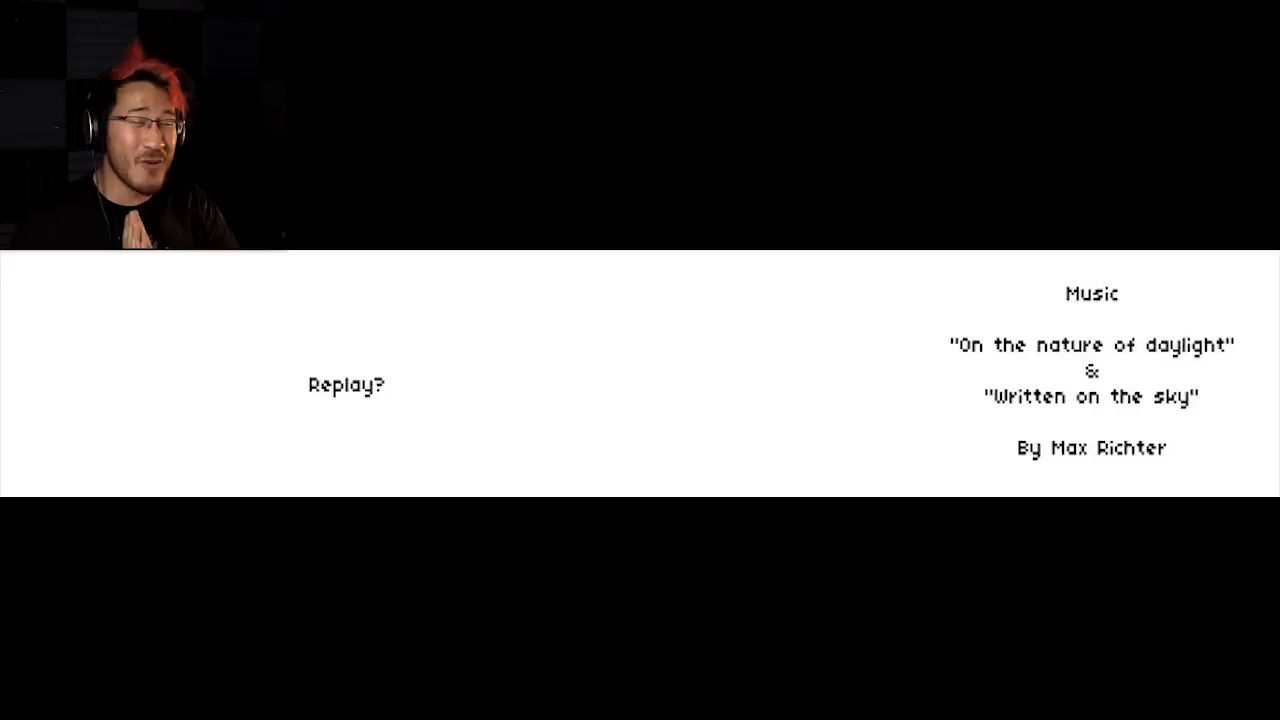 Replay?
Music
"On the nature of daylight"
&
"Written on the sky"
By Max Richter